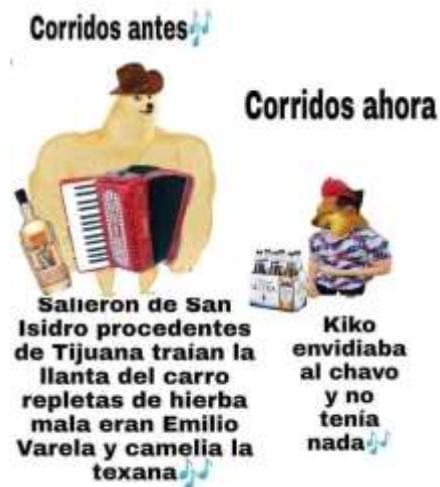 Corridos antes🎶
Corridos ahora
Salieron de San
Isidro procedentes
de Tijuana traían la
llanta del carro
repletas de hierba
mala eran Emilio
Varela y camelia la
texana🎶
Kiko
envidiaba
al chavo
y no
tenía
nada🎶